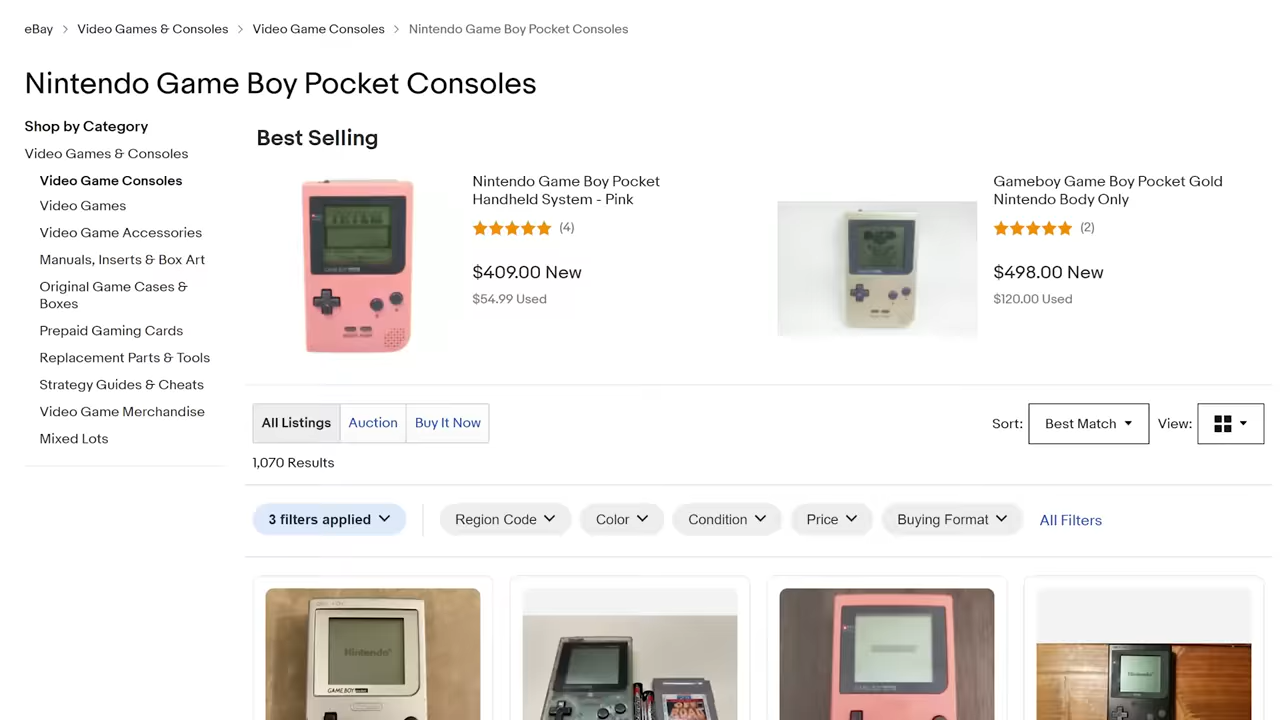 eBay > Video Games & Consoles > Video Game Consoles > Nintendo Game Boy Pocket Consoles
Nintendo Game Boy Pocket Consoles
Shop by Category
Video Games & Consoles
Video Game Consoles
Video Games
Video Game Accessories
Manuals, Inserts & Box Art
Original Game Cases &
Boxes
Prepaid Gaming Cards
Replacement Parts & Tools
Strategy Guides & Cheats
Video Game Merchandise
Mixed Lots
Best Selling
Nintendo Game Boy Pocket
Handheld System - Pink
(4)
$409.00 New
$54.99 Used
Gameboy Game Boy Pocket Gold
Nintendo Body Only
(2)
$498.00 New
$120.00 Used
All Listings Auction Buy It Now
Sort: Best Match View:
1,070 Results
3 filters applied Region Code Color Condition Price Buying Format All Filters
Nintendo
GAME BOY